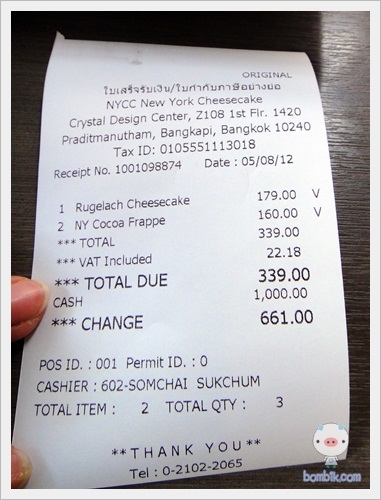 ORIGINAL
ใบเสร็จรับเงิน/ใบกำกับภาษีอย่างย่อ
NYCC New York Cheesecake
Crystal Design Center, Z108 1st Flr. 1420
Praditmanutham, Bangkapi, Bangkok 10240
Tax ID: 0105551113018
Receipt No. 1001098874 Date : 05/08/12
1 Rugelach Cheesecake 179.00 V
2 NY Cocoa Frappe 160.00 V
*** TOTAL 339.00
*** VAT Included 22.18
*** TOTAL DUE 339.00
CASH 1,000.00
*** CHANGE 661.00
POS ID. : 001 Permit ID. : 0
CASHIER : 602-SOMCHAI SUKCHUM
TOTAL ITEM : 2 TOTAL QTY : 3
**THANK YOU**
Tel : 0-2102-2065
bombik.com